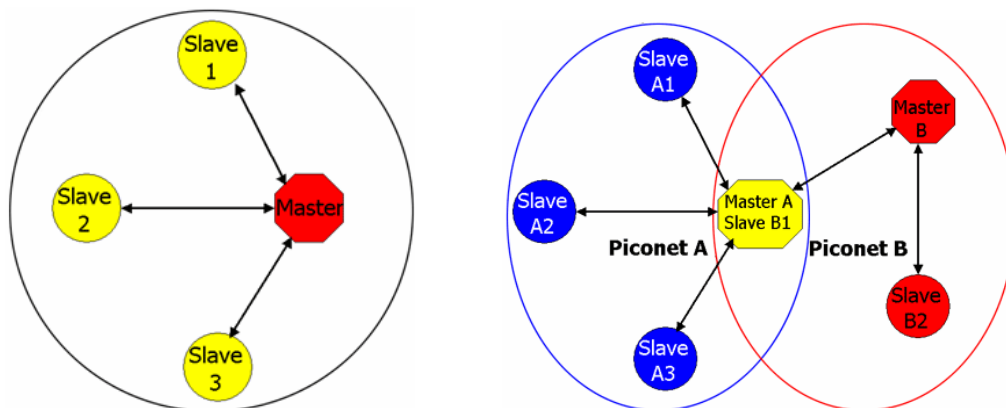 Slave
1
Slave
2
Master
Slave
3
Slave
A1
Master
B
Slave
A2
Master A
Slave B1
Piconet A
Piconet B
Slave
B2
Slave
A3